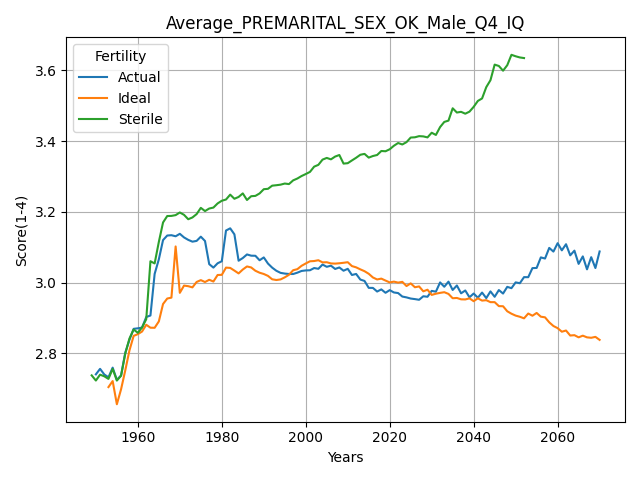 Average_PREMARITAL_SEX_OK_Male_Q4_IQ
Fertility
Actual
Ideal
Sterile
Score(1-4)
3.6
3.4
3.2
3.0
2.8
1960 1980 2000 2020 2040 2060
Years